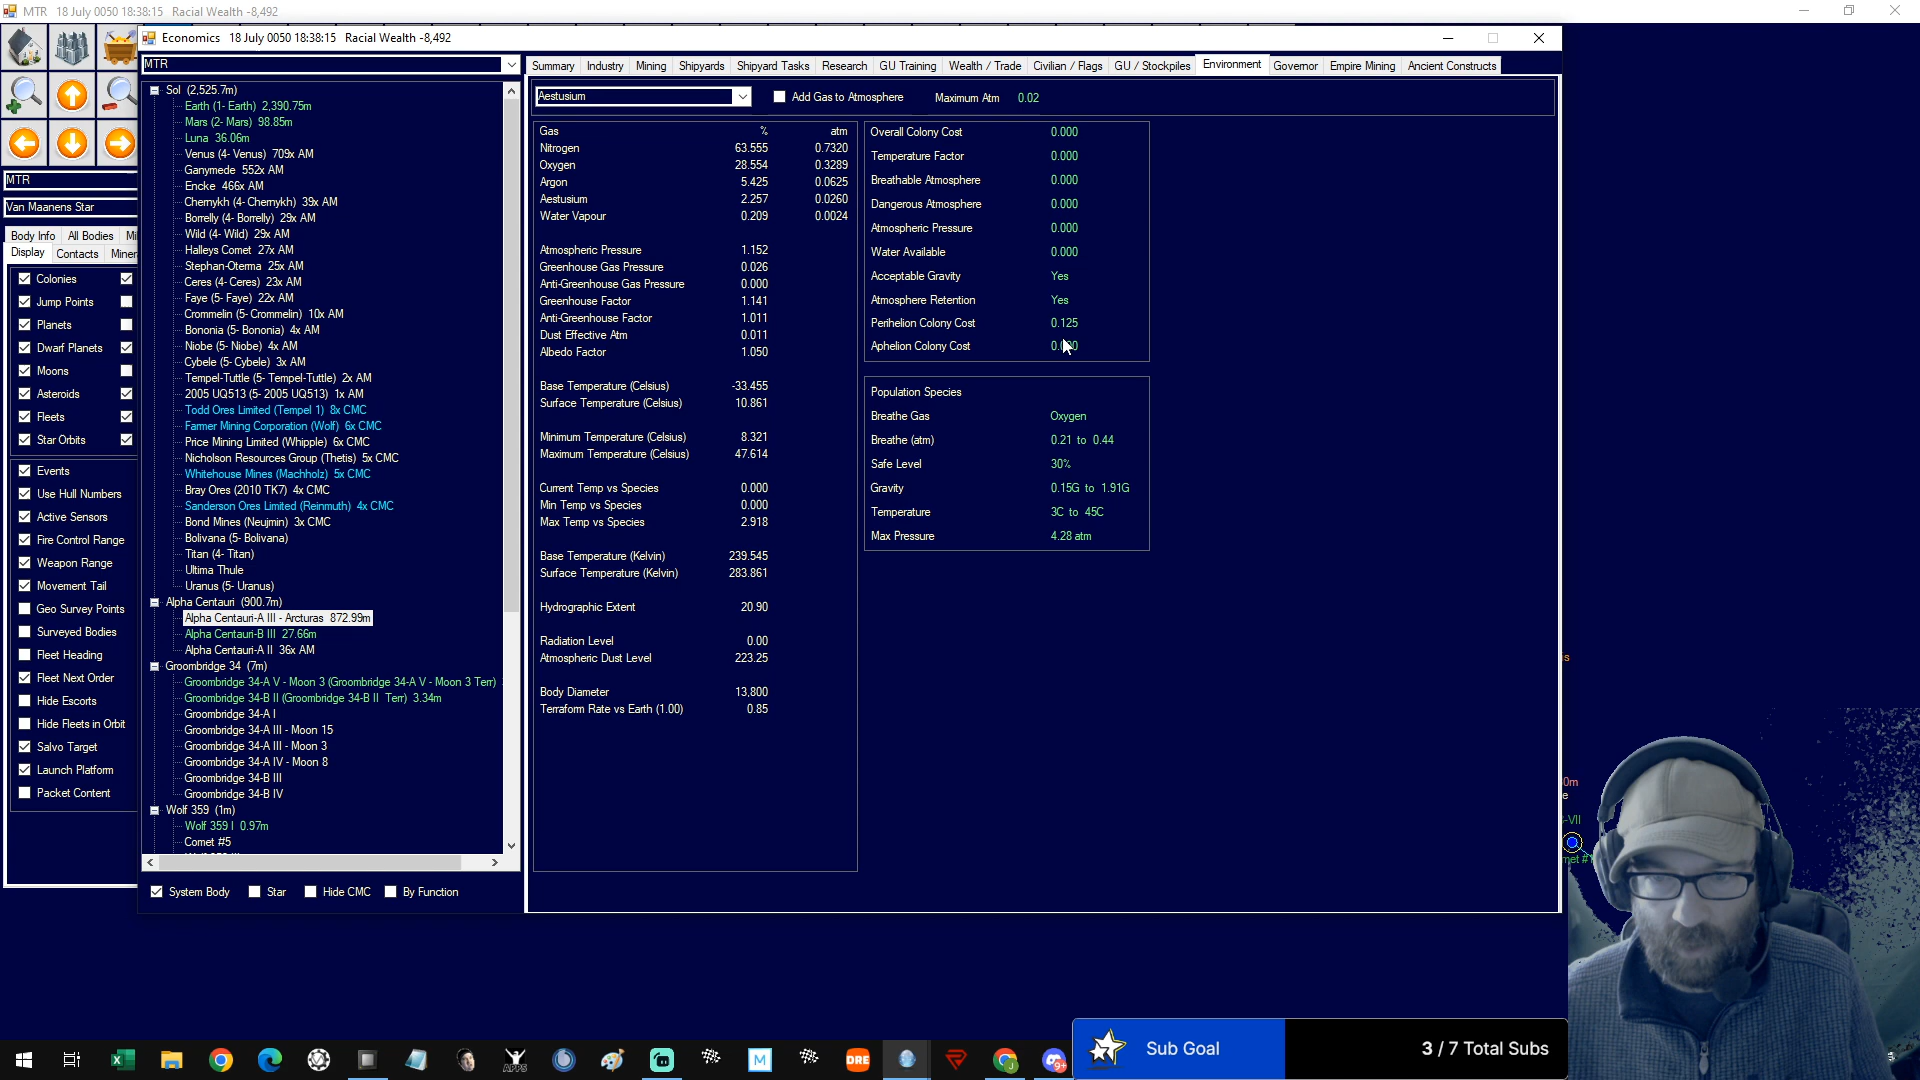 MTR 18 July 0050 18:38:15 Racial Wealth -8,492
Economics 18 July 0050 18:38:15 Racial Wealth -8,492
MTR
Van Maanens Star
Body Info All Bodies
Display Contacts
Colonies
Jump Points
Planets
Dwarf Planets
Moons
Asteroids
Fleets
Star Orbits
Events
Use Hull Numbers
Active Sensors
Fire Control Range
Weapon Range
Movement Tail
Geo Survey Points
Surveyed Bodies
Fleet Heading
Fleet Next Order
Hide Escorts
Hide Fleets in Orbit
Salvo Target
Launch Platform
Packet Content
MTR
Sol (2,525.7m)
Earth (1- Earth) 2,390.75m
Mars (2- Mars) 98.85m
Luna 36.06m
Venus (4- Venus) 709x AM
Ganymede 552x AM
Encke 466x AM
Chernykh (4- Chernykh) 39x AM
Borrelly (4- Borrelly) 29x AM
Wild (4- Wild) 29x AM
Halleys Comet 27x AM
Stephan-Oterma 25x AM
Ceres (4- Ceres) 23x AM
Faye (5- Faye) 22x AM
Crommelin (5- Crommelin) 10x AM
Bononia (5- Bononia) 4x AM
Niobe (5- Niobe) 4x AM
Cybele (5- Cybele) 3x AM
Tempel-Tuttle (5- Tempel-Tuttle) 2x AM
2005 UQ513 (5- 2005 UQ513) 1x AM
Todd Ores Limited (Tempel 1) 8x CMC
Farmer Mining Corporation (Wolf) 6x CMC
Price Mining Limited (Whipple) 6x CMC
Nicholson Resources Group (Thetis) 5x CMC
Whitehouse Mines (Machholz) 5x CMC
Bray Ores (2010 TK7) 4x CMC
Sanderson Ores Limited (Reinmuth) 4x CMC
Bond Mines (Neujmin) 3x CMC
Bolivana (5- Bolivana)
Titan (4- Titan)
Ultima Thule
Uranus (5- Uranus)
Alpha Centauri (900.7m)
Alpha Centauri-A III - Arcturas 872.99m
Alpha Centauri-B III 27.66m
Alpha Centauri-A II 36x AM
Groombridge 34 (7m)
Groombridge 34-A V - Moon 3 (Groombridge 34-A V - Moon 3 Terr)
Groombridge 34-B II (Groombridge 34-B II Terr) 3.34m
Groombridge 34-A I
Groombridge 34-A III - Moon 15
Groombridge 34-A III - Moon 3
Groombridge 34-A IV - Moon 8
Groombridge 34-B III
Groombridge 34-B IV
Wolf 359 (1m)
Wolf 359 I 0.97m
Comet #5
System Body Star Hide CMC By Function
Summary Industry Mining Shipyards Shipyard Tasks Research GU Training Wealth / Trade Civilian / Flags GU / Stockpiles Environment Governor Empire Mining Ancient Constructs
Aestusium Add Gas to Atmosphere Maximum Atm 0.02
Gas % atm
Nitrogen 63.555 0.7320
Oxygen 28.554 0.3289
Argon 5.425 0.0625
Aestusium 2.257 0.0260
Water Vapour 0.209 0.0024
Atmospheric Pressure 1.152
Greenhouse Gas Pressure 0.026
Anti-Greenhouse Gas Pressure 0.000
Greenhouse Factor 1.141
Anti-Greenhouse Factor 1.011
Dust Effective Atm 0.011
Albedo Factor 1.050
Base Temperature (Celsius) -33.455
Surface Temperature (Celsius) 10.861
Minimum Temperature (Celsius) 8.321
Maximum Temperature (Celsius) 47.614
Current Temp vs Species 0.000
Min Temp vs Species 0.000
Max Temp vs Species 2.918
Base Temperature (Kelvin) 239.545
Surface Temperature (Kelvin) 283.861
Hydrographic Extent 20.90
Radiation Level 0.00
Atmospheric Dust Level 223.25
Body Diameter 13,800
Terraform Rate vs Earth (1.00) 0.85
Overall Colony Cost 0.000
Temperature Factor 0.000
Breathable Atmosphere 0.000
Dangerous Atmosphere 0.000
Atmospheric Pressure 0.000
Water Available 0.000
Acceptable Gravity Yes
Atmosphere Retention Yes
Perihelion Colony Cost 0.125
Aphelion Colony Cost
Population Species
Breathe Gas Oxygen
Breathe (atm) 0.21 to 0.44
Safe Level 30%
Gravity 0.15G to 1.91G
Temperature 3C to 45C
Max Pressure 4.28 atm
Sub Goal 3 / 7 Total Subs